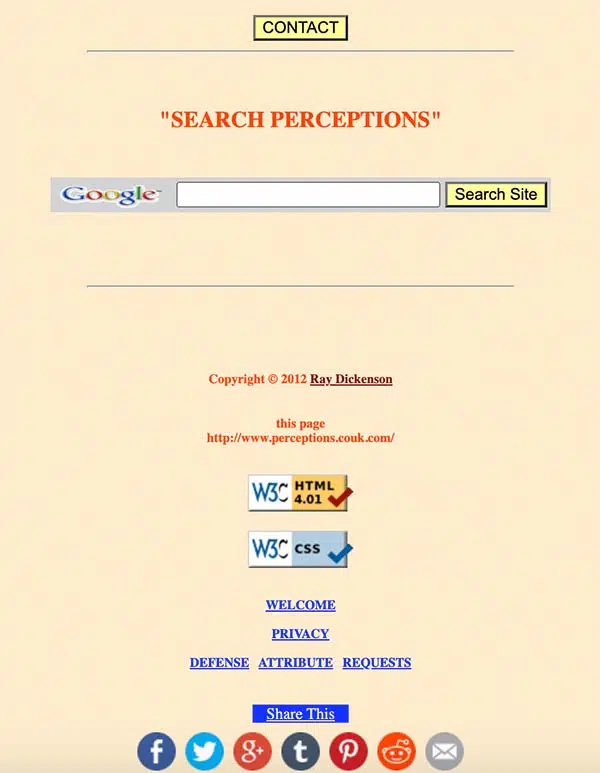 CONTACT
"SEARCH PERCEPTIONS"
Google™ Search Site
Copyright © 2012 Ray Dickenson
this page
http://www.perceptions.couk.com/
W3C HTML 4.01
W3C CSS
WELCOME
PRIVACY
DEFENSE ATTRIBUTE REQUESTS
Share This
f g+ t